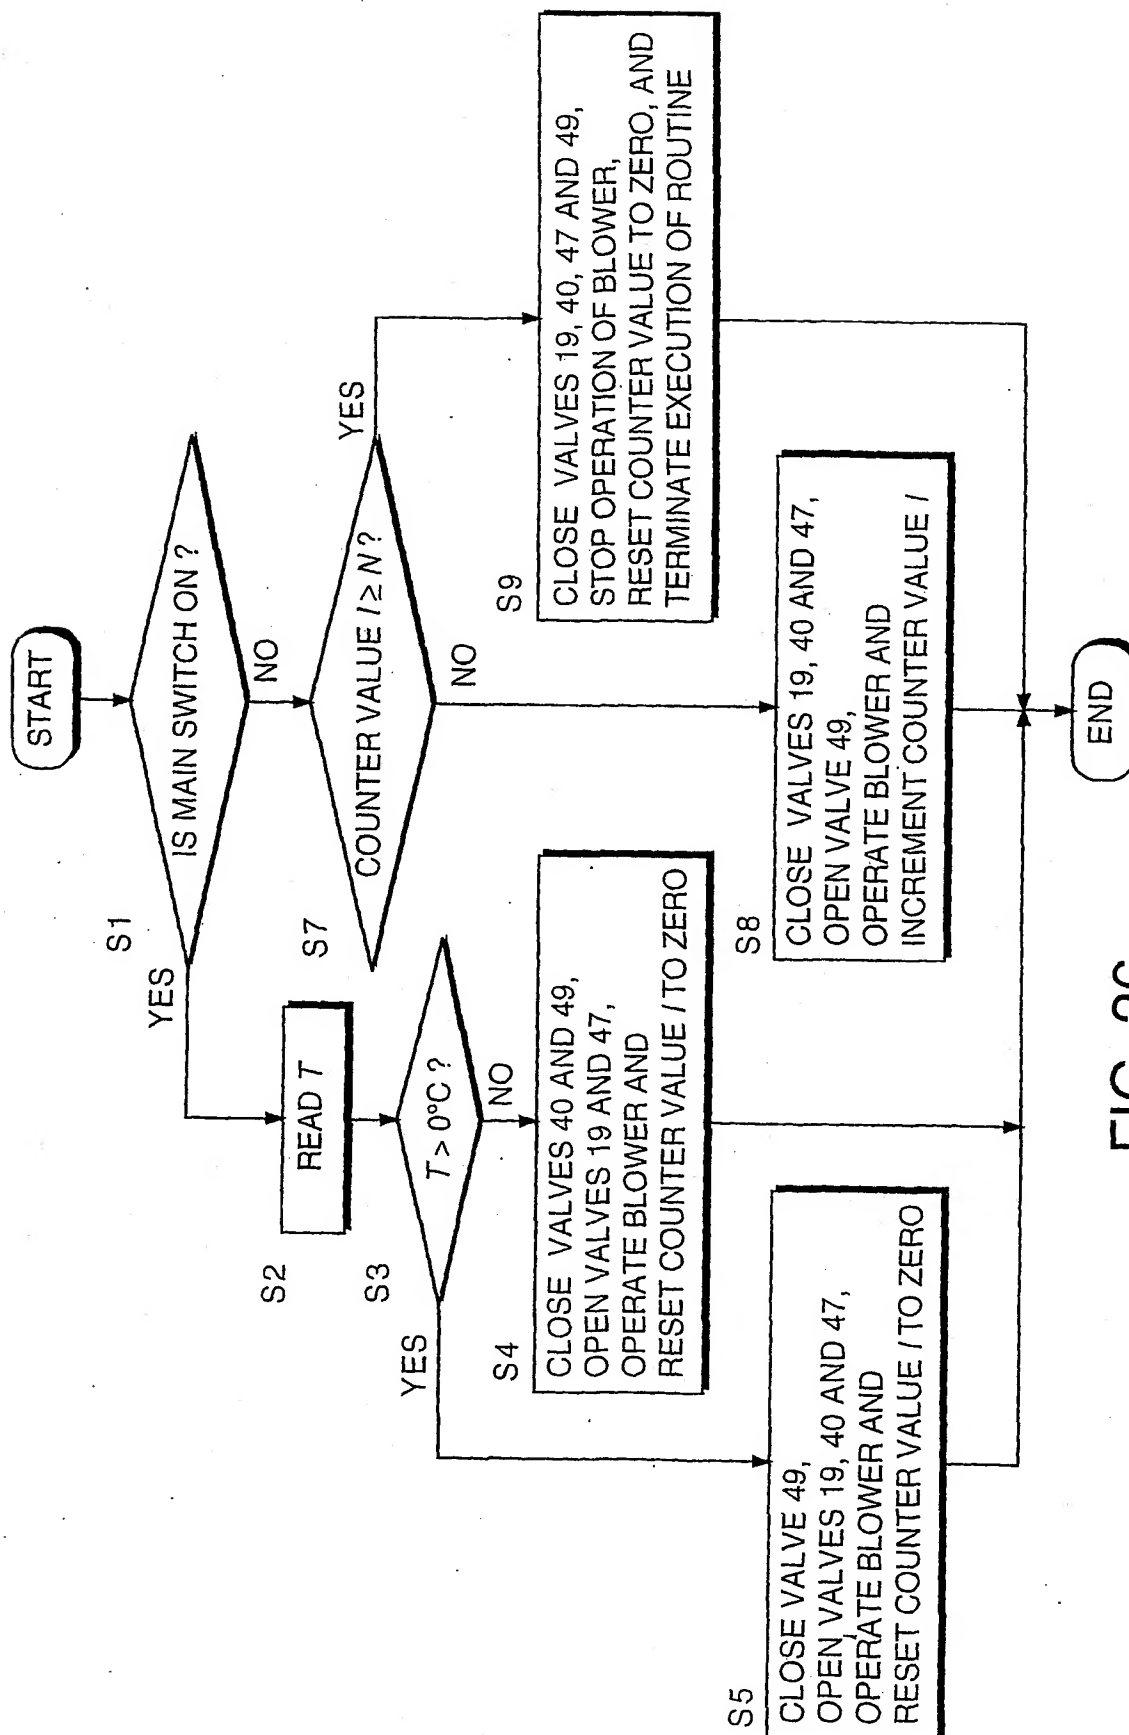 START
S1
IS MAIN SWITCH ON ?
YES
NO
S2
READ T
S7
COUNTER VALUE I ≥ N ?
YES
NO
S3
T > 0°C ?
YES
NO
S4
CLOSE VALVES 40 AND 49,
OPEN VALVES 19 AND 47,
OPERATE BLOWER AND
RESET COUNTER VALUE I TO ZERO
S9
CLOSE VALVES 19, 40, 47 AND 49,
STOP OPERATION OF BLOWER,
RESET COUNTER VALUE TO ZERO, AND
TERMINATE EXECUTION OF ROUTINE
S5
CLOSE VALVE 49,
OPEN VALVES 19, 40 AND 47,
OPERATE BLOWER AND
RESET COUNTER VALUE I TO ZERO
S8
CLOSE VALVES 19, 40 AND 47,
OPEN VALVE 49,
OPERATE BLOWER AND
INCREMENT COUNTER VALUE I
END
FIG.